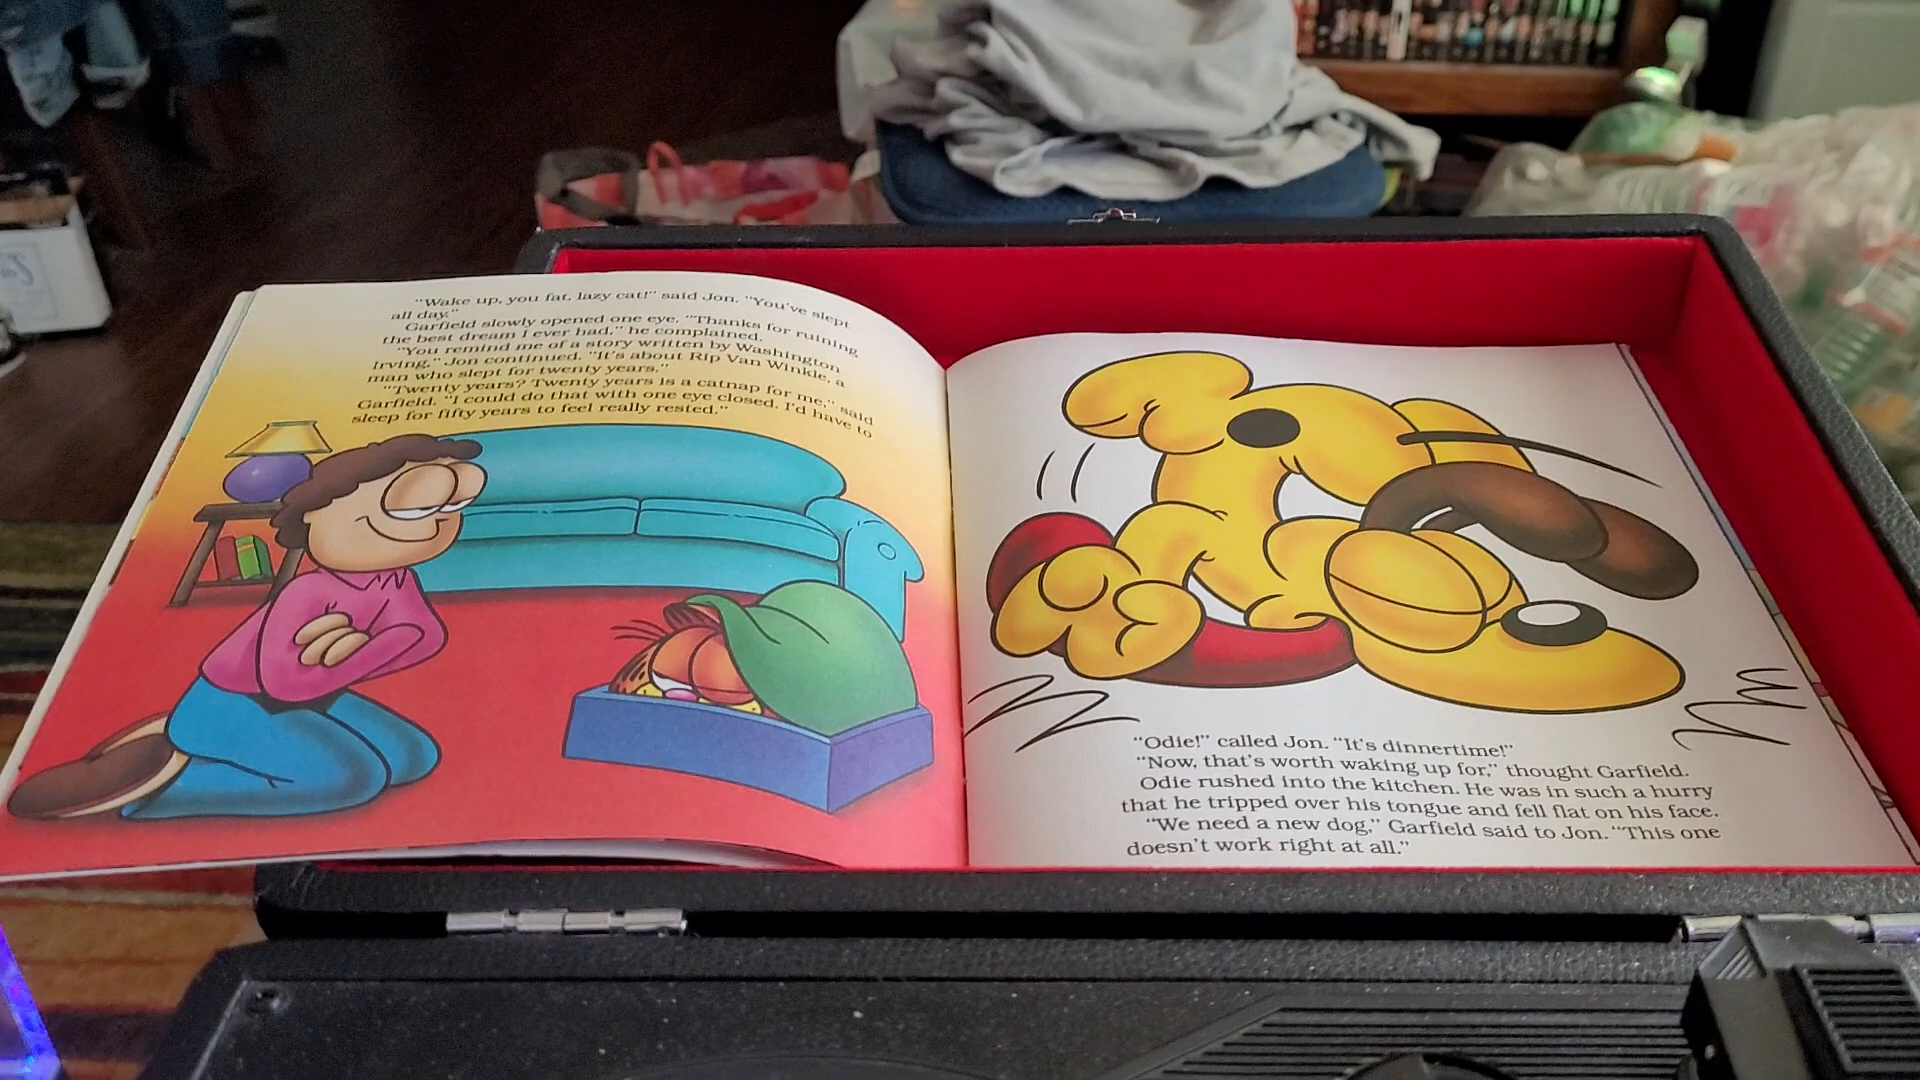 "Wake up, you fat, lazy cat!" said Jon. "You've slept
all day."
Garfield slowly opened one eye. "Thanks for ruining
the best dream I ever had," he complained.
"You remind me of a story written by Washington
Irving," Jon continued. "It's about Rip Van Winkle, a
man who slept for twenty years."
"Twenty years? Twenty years is a catnap for me," said
Garfield. "I could do that with one eye closed. I'd have to
sleep for fifty years to feel really rested."
"Odie!" called Jon. "It's dinnertime!"
"Now, that's worth waking up for," thought Garfield.
Odie rushed into the kitchen. He was in such a hurry
that he tripped over his tongue and fell flat on his face.
"We need a new dog," Garfield said to Jon. "This one
doesn't work right at all."